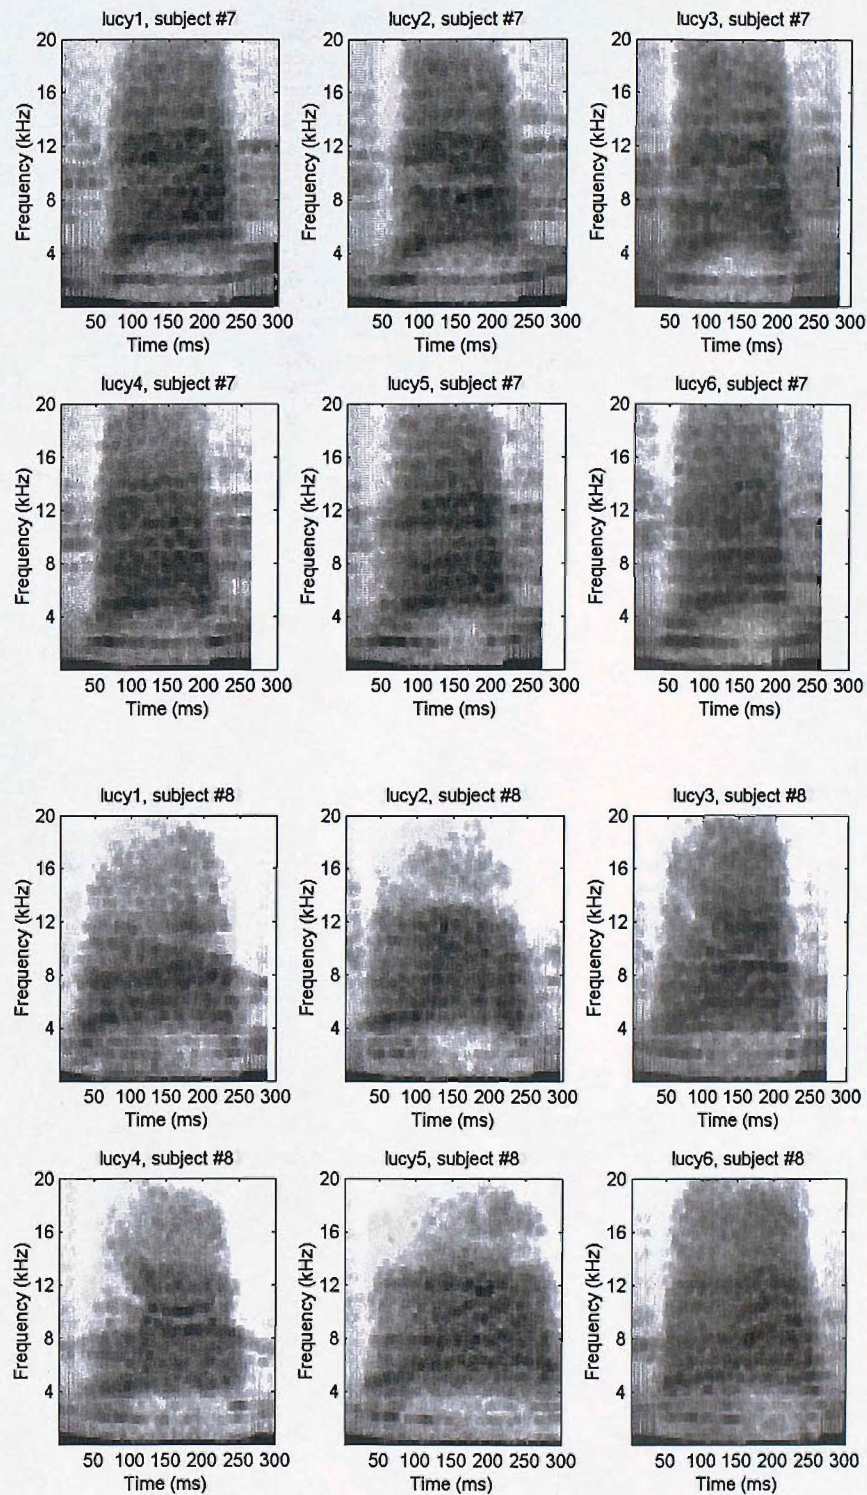 lucy1, subject #7
lucy2, subject #7
lucy3, subject #7
20
16
12
8
4
Frequency (kHz)
50 100 150 200 250 300
Time (ms)
20
16
12
8
4
Frequency (kHz)
50 100 150 200 250 300
Time (ms)
20
16
12
8
4
Frequency (kHz)
50 100 150 200 250 300
Time (ms)
lucy4, subject #7
lucy5, subject #7
lucy6, subject #7
20
16
12
8
4
Frequency (kHz)
50 100 150 200 250 300
Time (ms)
20
16
12
8
4
Frequency (kHz)
50 100 150 200 250 300
Time (ms)
20
16
12
8
4
Frequency (kHz)
50 100 150 200 250 300
Time (ms)
lucy1, subject #8
lucy2, subject #8
lucy3, subject #8
20
16
12
8
4
Frequency (kHz)
50 100 150 200 250 300
Time (ms)
20
16
12
8
4
Frequency (kHz)
50 100 150 200 250 300
Time (ms)
20
16
12
8
4
Frequency (kHz)
50 100 150 200 250 300
Time (ms)
lucy4, subject #8
lucy5, subject #8
lucy6, subject #8
20
16
12
8
4
Frequency (kHz)
50 100 150 200 250 300
Time (ms)
20
16
12
8
4
Frequency (kHz)
50 100 150 200 250 300
Time (ms)
20
16
12
8
4
Frequency (kHz)
50 100 150 200 250 300
Time (ms)